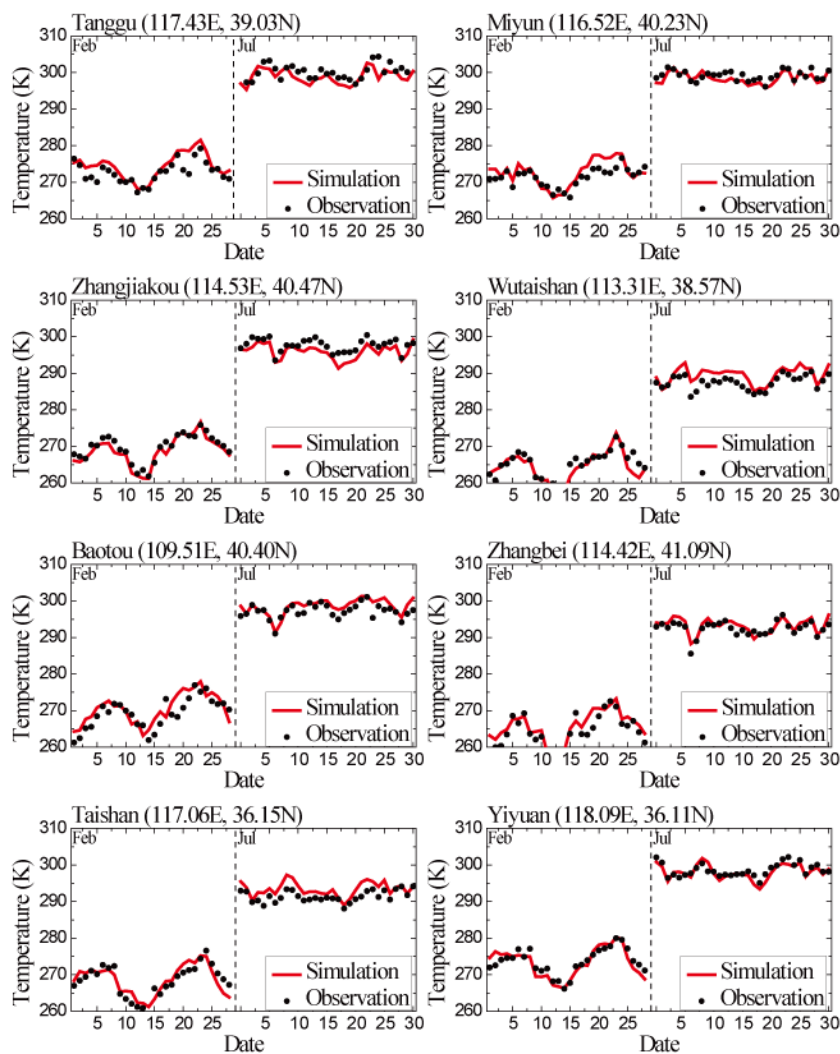 Tanggu (117.43E, 39.03N)
Feb
Jul
Temperature (K)
310
300
290
280
270
260
Simulation
Observation
5 10 15 20 25 5 10 15 20 25 30
Date
Miyun (116.52E, 40.23N)
Feb
Jul
Temperature (K)
310
300
290
280
270
260
Simulation
Observation
5 10 15 20 25 5 10 15 20 25 30
Date
Zhangjiakou (114.53E, 40.47N)
Feb
Jul
Temperature (K)
310
300
290
280
270
260
Simulation
Observation
5 10 15 20 25 5 10 15 20 25 30
Date
Wutaishan (113.31E, 38.57N)
Feb
Jul
Temperature (K)
310
300
290
280
270
260
Simulation
Observation
5 10 15 20 25 5 10 15 20 25 30
Date
Baotou (109.51E, 40.40N)
Feb
Jul
Temperature (K)
310
300
290
280
270
260
Simulation
Observation
5 10 15 20 25 5 10 15 20 25 30
Date
Zhangbei (114.42E, 41.09N)
Feb
Jul
Temperature (K)
310
300
290
280
270
260
Simulation
Observation
5 10 15 20 25 5 10 15 20 25 30
Date
Taishan (117.06E, 36.15N)
Feb
Jul
Temperature (K)
310
300
290
280
270
260
Simulation
Observation
5 10 15 20 25 5 10 15 20 25 30
Date
Yiyuan (118.09E, 36.11N)
Feb
Jul
Temperature (K)
310
300
290
280
270
260
Simulation
Observation
5 10 15 20 25 5 10 15 20 25 30
Date